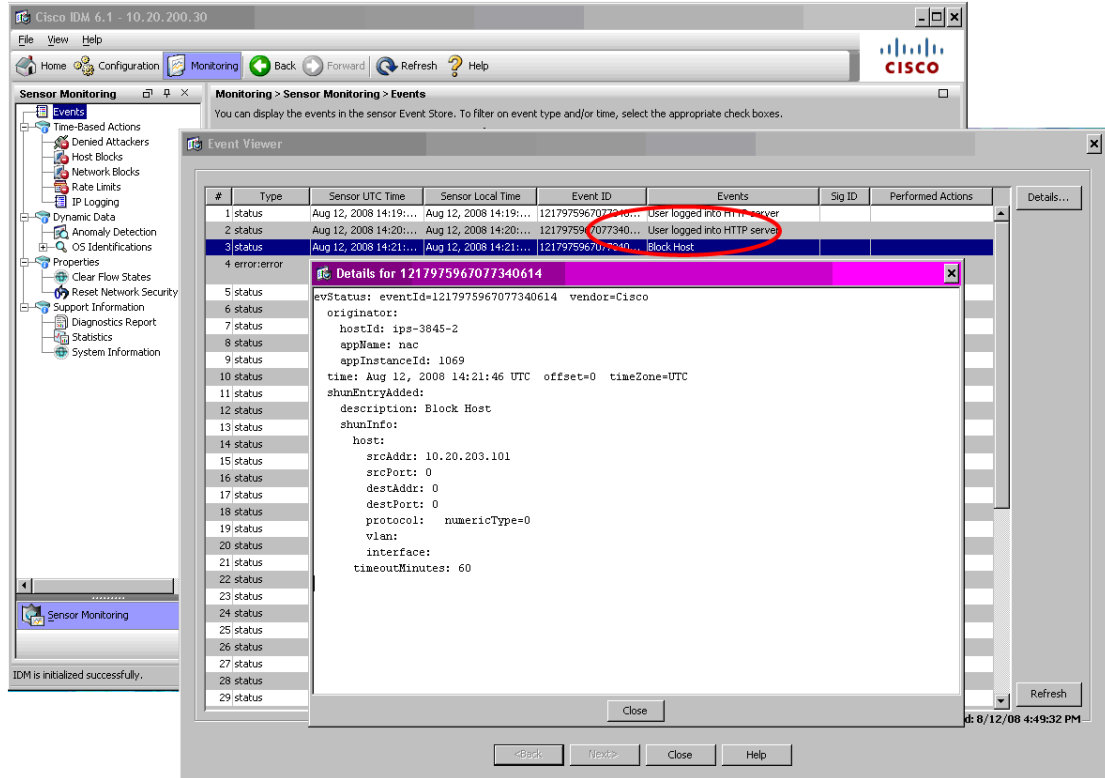 Cisco IDM 6.1 - 10.20.200.30
File View Help
Home Configuration Monitoring Back Forward Refresh Help
CISCO
Sensor Monitoring
Events
Time-Based Actions
Denied Attackers
Host Blocks
Network Blocks
Rate Limits
IP Logging
Dynamic Data
Anomaly Detection
OS Identifications
Properties
Clear Flow States
Reset Network Security
Support Information
Diagnostics Report
Statistics
System Information
Sensor Monitoring
IDM is initialized successfully.
Monitoring > Sensor Monitoring > Events
You can display the events in the sensor Event Store. To filter on event type and/or time, select the appropriate check boxes.
Event Viewer
# Type Sensor UTC Time Sensor Local Time Event ID Events Sig ID Performed Actions
Details...
1 status Aug 12, 2008 14:19:... Aug 12, 2008 14:19:... 1217975967077340... User logged into HTTP server
2 status Aug 12, 2008 14:20:... Aug 12, 2008 14:20:... 1217975967077340... User logged into HTTP server
3 status Aug 12, 2008 14:21:... Aug 12, 2008 14:21:... 1217975967077340... Block Host
4 error:error
5 status
6 status
7 status
8 status
9 status
10 status
11 status
12 status
13 status
14 status
15 status
16 status
17 status
18 status
19 status
20 status
21 status
22 status
23 status
24 status
25 status
26 status
27 status
28 status
29 status
Details for 1217975967077340614
evStatus: eventId=1217975967077340614 vendor=Cisco
originator:
hostId: ips-3845-2
appName: nac
appInstanceId: 1069
time: Aug 12, 2008 14:21:46 UTC offset=0 timeZone=UTC
shunEntryAdded:
description: Block Host
shunInfo:
host:
srcAddr: 10.20.203.101
srcPort: 0
destAddr: 0
destPort: 0
protocol: numericType=0
vlan:
interface:
timeoutMinutes: 60
Close
Refresh
d: 8/12/08 4:49:32 PM
<Back Next> Close Help